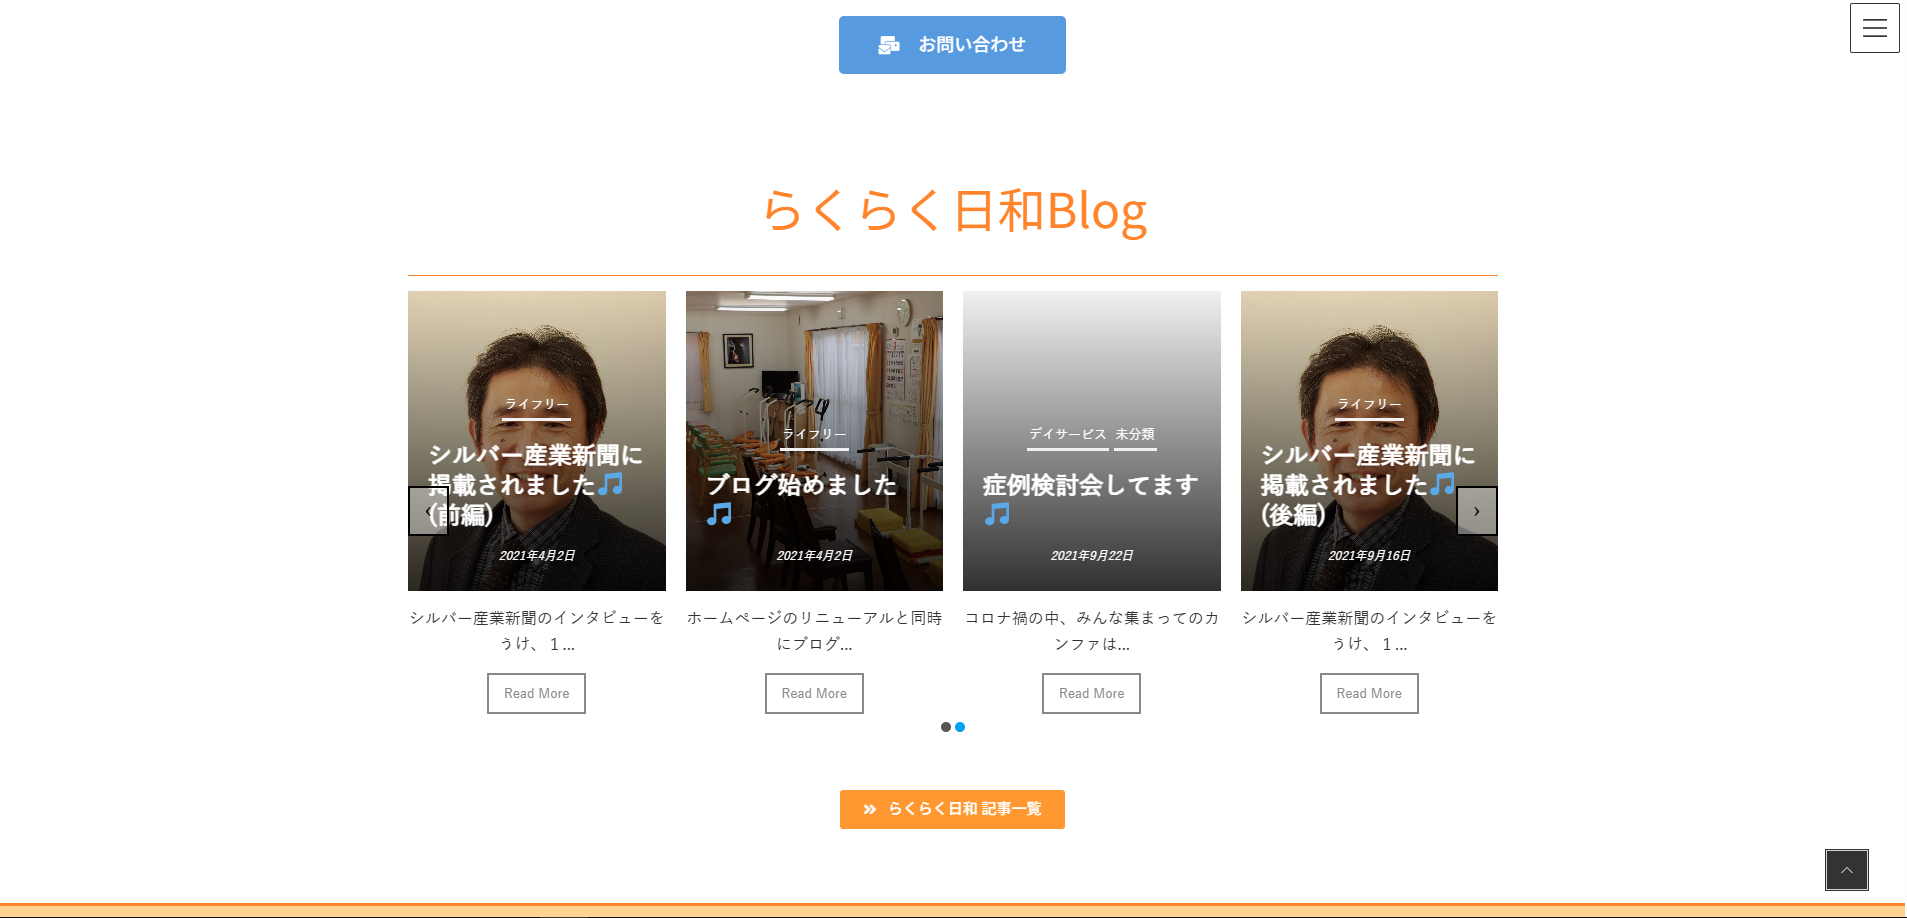 お問い合わせ
らくらく日和Blog
ライフリー
シルバー産業新聞に
掲載されました🎵
(前編)
2021年4月2日
シルバー産業新聞のインタビューを
うけ、１...
Read More
ライフリー
ブログ始めました
🎵
2021年4月2日
ホームページのリニューアルと同時
にブログ...
Read More
デイサービス 未分類
症例検討会してます
🎵
2021年9月22日
コロナ禍の中、みんな集まってのカ
ンファは...
Read More
ライフリー
シルバー産業新聞に
掲載されました🎵
(後編)
2021年9月16日
シルバー産業新聞のインタビューを
うけ、１...
Read More
らくらく日和 記事一覧